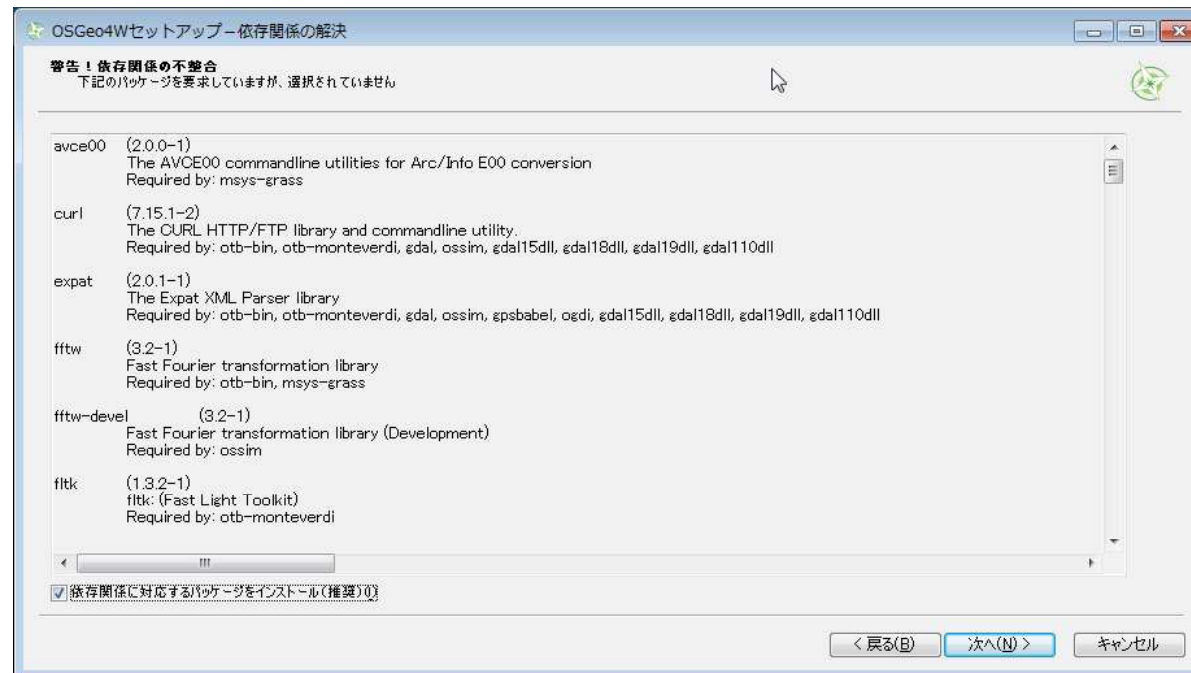 OSGeo4Wセットアップ－依存関係の解決
警告！依存関係の不整合
下記のパッケージを要求していますが、選択されていません
avce00 (2.0.0-1)
The AVCE00 commandline utilities for Arc/Info E00 conversion
Required by: msys-grass
curl (7.15.1-2)
The CURL HTTP/FTP library and commandline utility.
Required by: otb-bin, otb-monteverdi, gdal, ossim, gdal15dll, gdal18dll, gdal19dll, gdal110dll
expat (2.0.1-1)
The Expat XML Parser library
Required by: otb-bin, otb-monteverdi, gdal, ossim, gpsbabel, ogdi, gdal15dll, gdal18dll, gdal19dll, gdal110dll
fftw (3.2-1)
Fast Fourier transformation library
Required by: otb-bin, msys-grass
fftw-devel (3.2-1)
Fast Fourier transformation library (Development)
Required by: ossim
fltk (1.3.2-1)
fltk: (Fast Light Toolkit)
Required by: otb-monteverdi
依存関係に対応するパッケージをインストール(推奨)
< 戻る(B) 次へ(N) > キャンセル